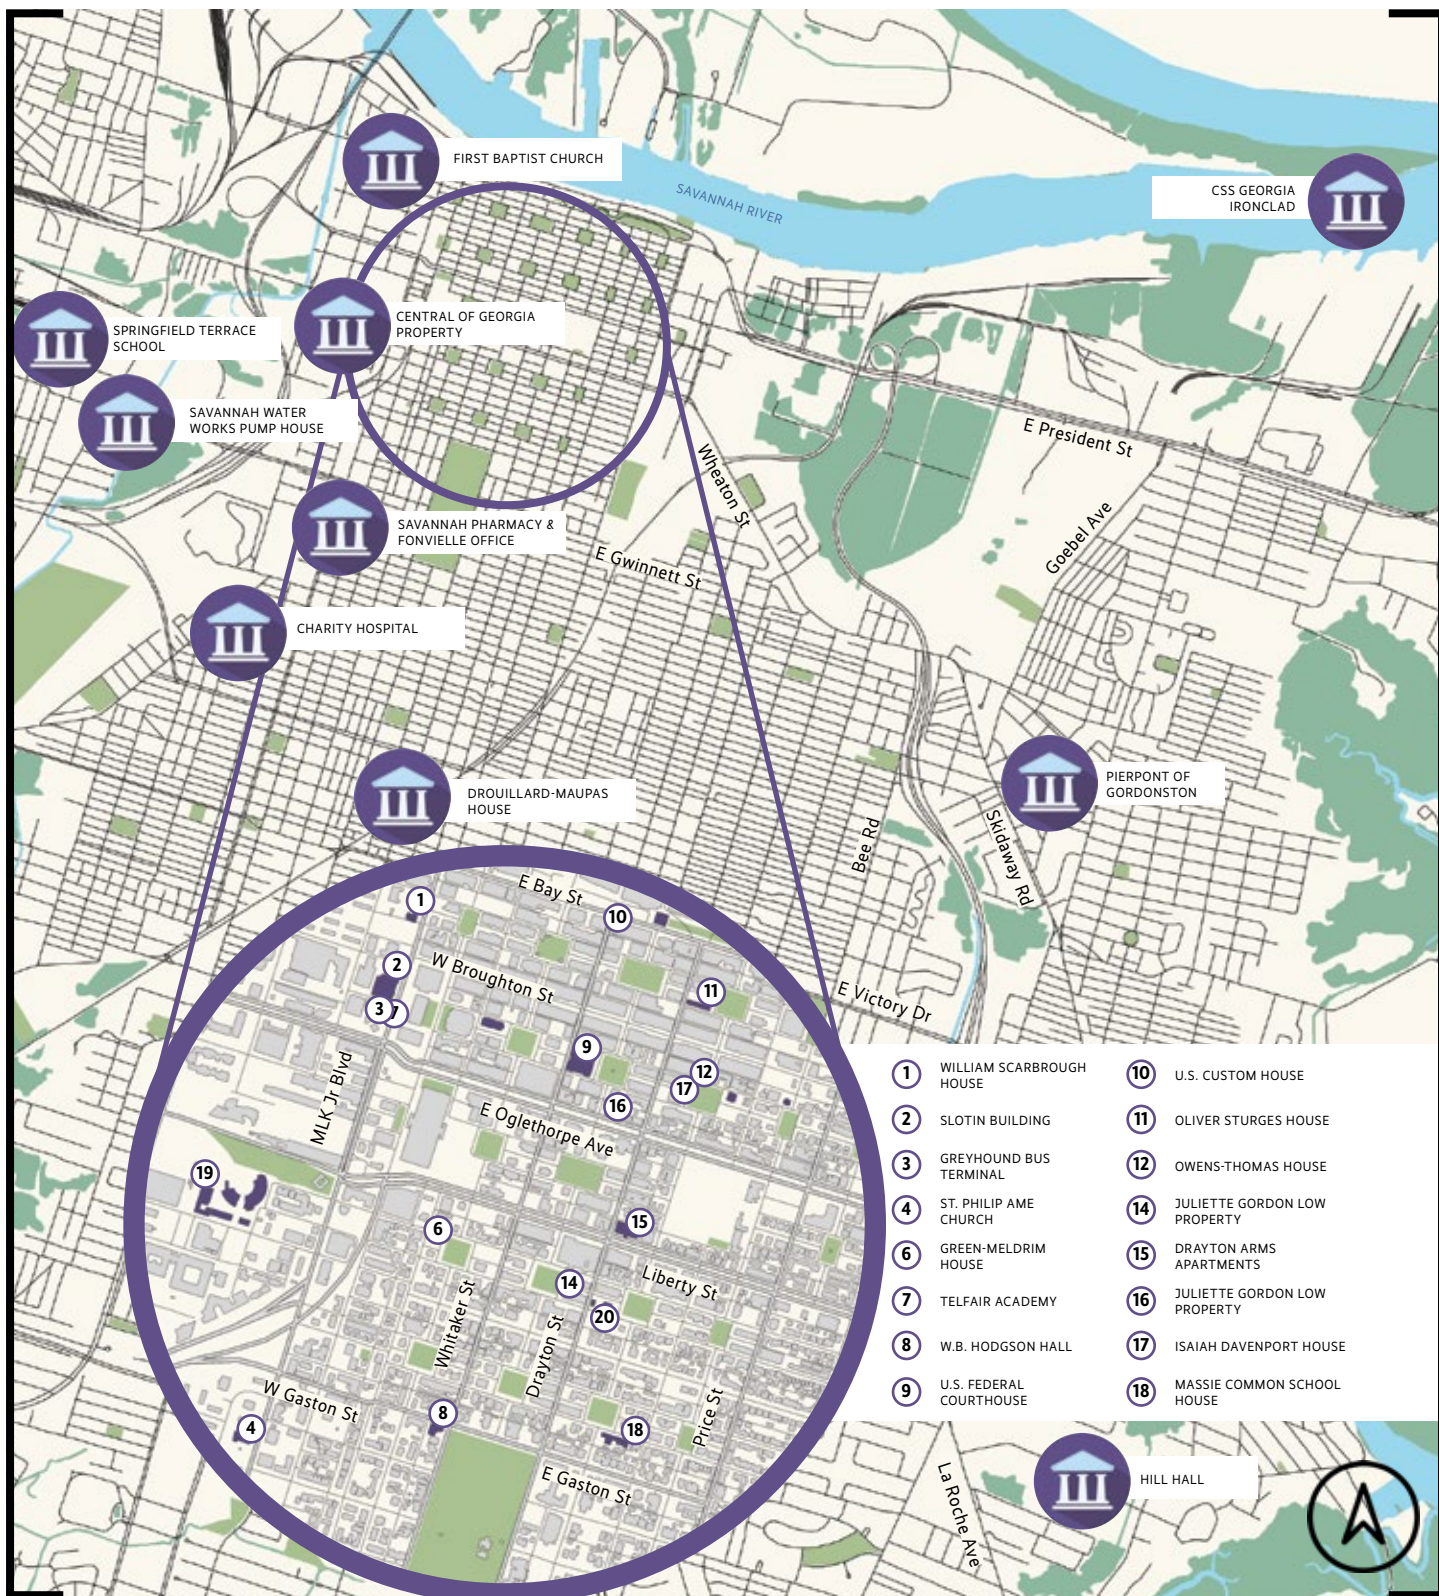 FIRST BAPTIST CHURCH
SAVANNAH RIVER
CSS GEORGIA
IRONCLAD
CENTRAL OF GEORGIA
PROPERTY
SPRINGFIELD TERRACE
SCHOOL
SAVANNAH WATER
WORKS PUMP HOUSE
E President St
Wheaton St
Goebel Ave
SAVANNAH PHARMACY &
FONVIELLE OFFICE
E Gwinnett St
CHARITY HOSPITAL
DROUILLARD-MAUPAS
HOUSE
PIERPONT OF
GORDONSTON
Bee Rd
Skidaway Rd
E Victory Dr
E Bay St
1
10
2
W Broughton St
11
3
7
9
MLK Jr Blvd
12
17
16
E Oglethorpe Ave
19
6
15
Liberty St
14
20
Whitaker St
Drayton St
W Gaston St
8
4
18
Price St
E Gaston St
1 WILLIAM SCARBROUGH
HOUSE
2 SLOTIN BUILDING
3 GREYHOUND BUS
TERMINAL
4 ST. PHILIP AME
CHURCH
6 GREEN-MELDRIM
HOUSE
7 TELFAIR ACADEMY
8 W.B. HODGSON HALL
9 U.S. FEDERAL
COURTHOUSE
10 U.S. CUSTOM HOUSE
11 OLIVER STURGES HOUSE
12 OWENS-THOMAS HOUSE
14 JULIETTE GORDON LOW
PROPERTY
15 DRAYTON ARMS
APARTMENTS
16 JULIETTE GORDON LOW
PROPERTY
17 ISAIAH DAVENPORT HOUSE
18 MASSIE COMMON SCHOOL
HOUSE
La Roche Ave
HILL HALL